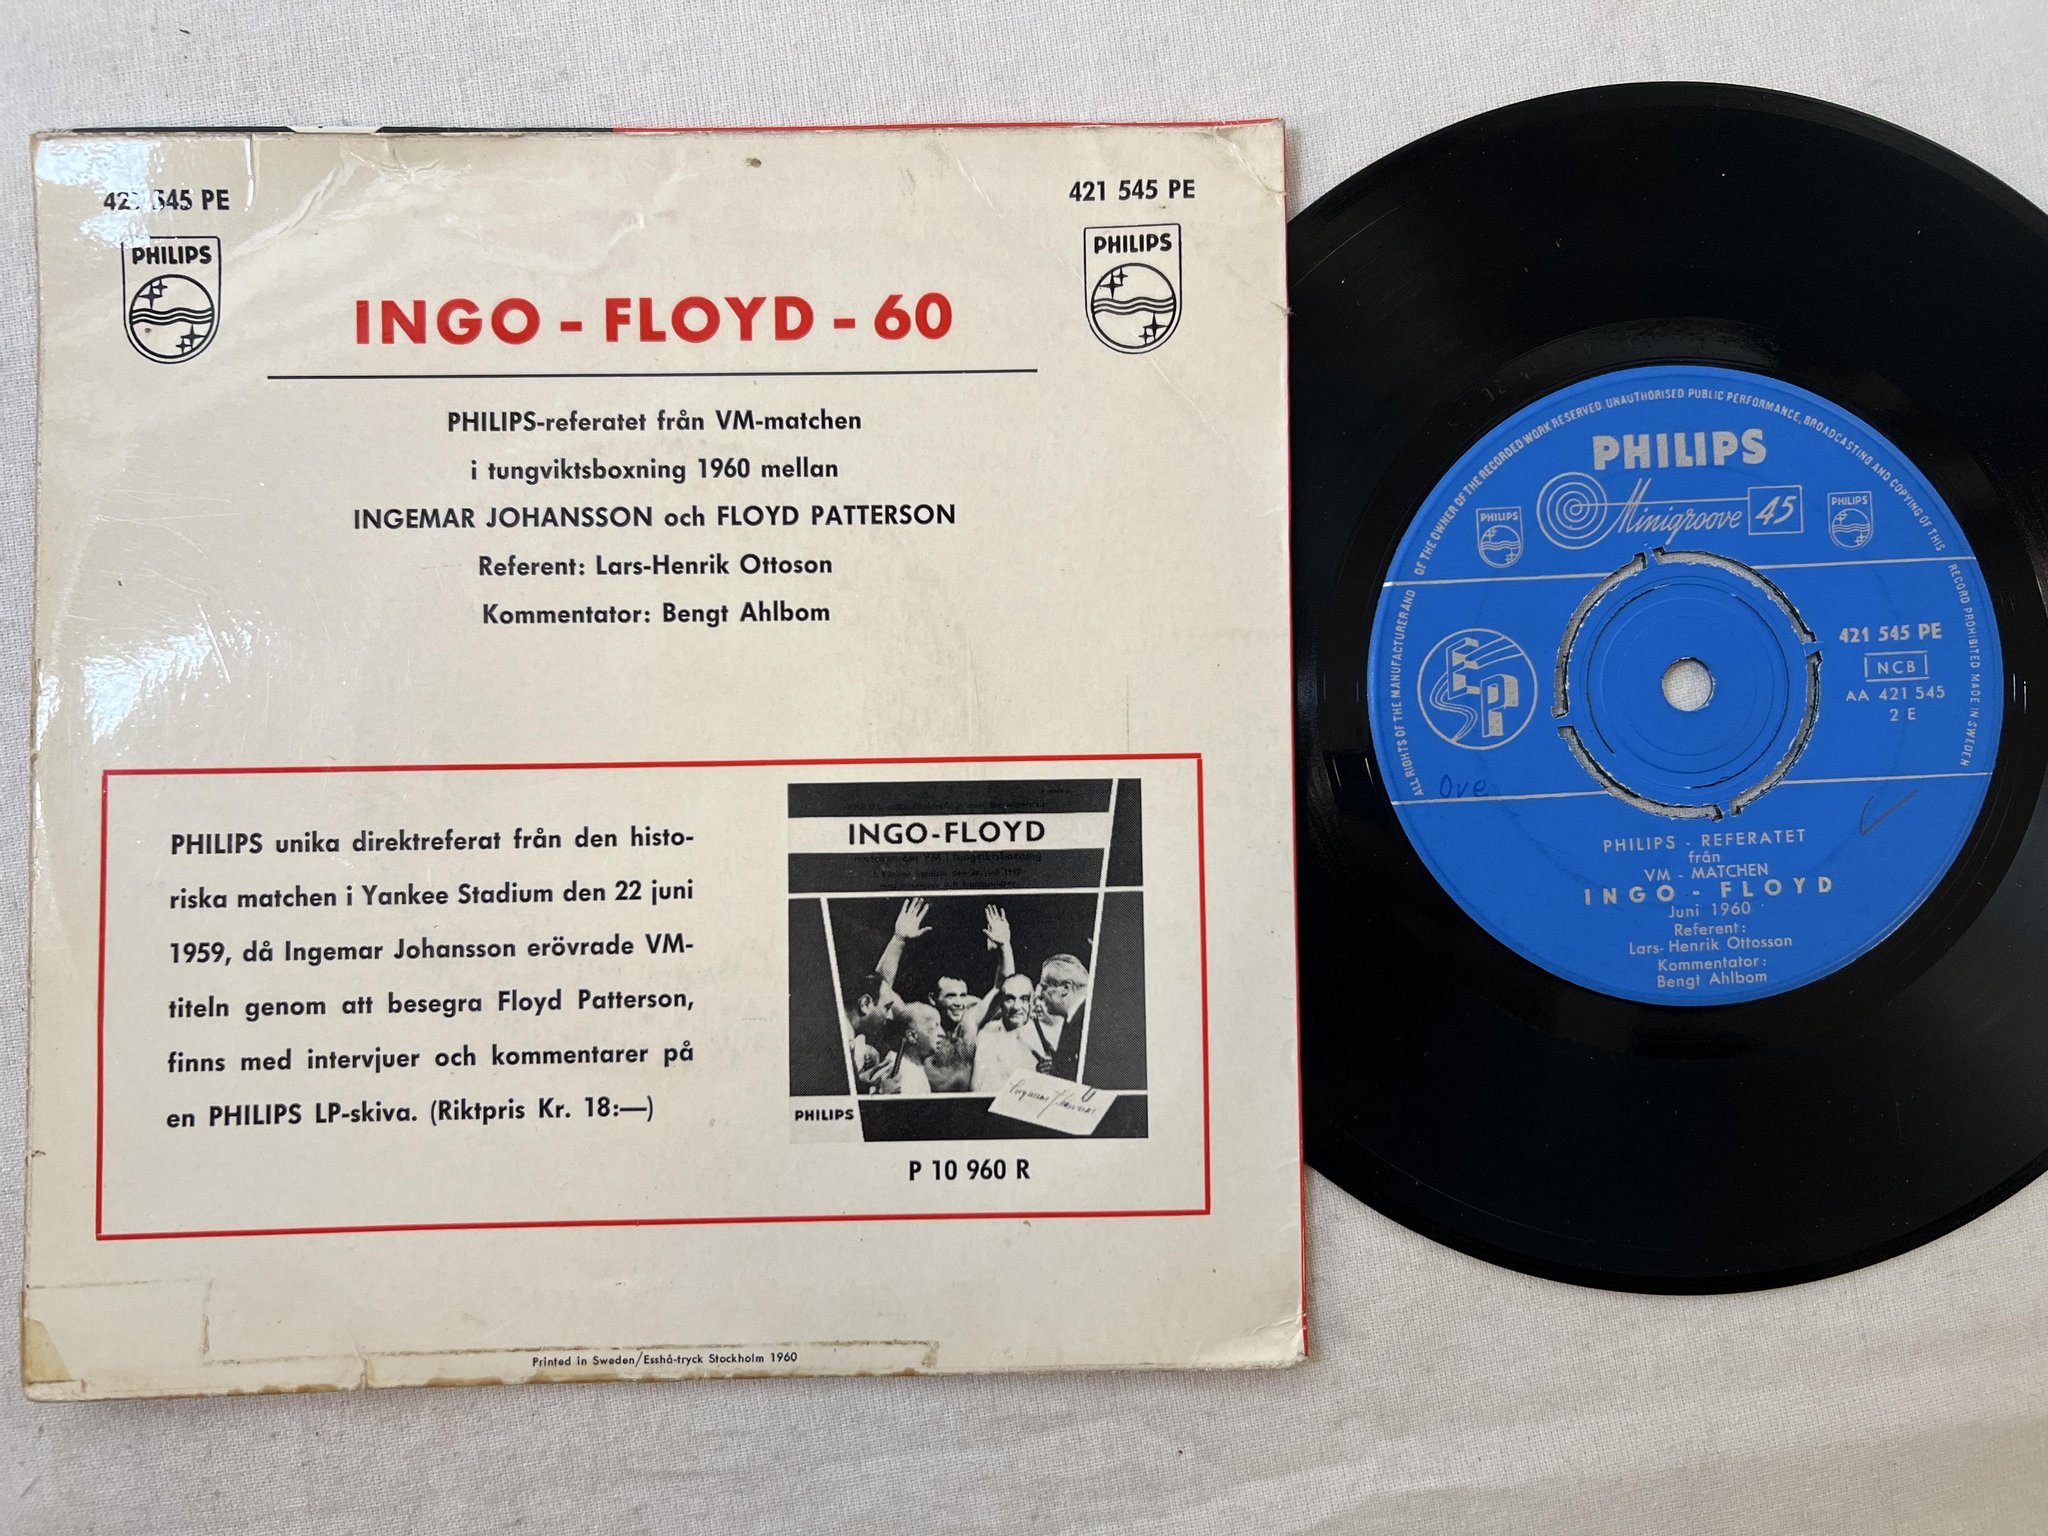 421 545 PE
421 545 PE
PHILIPS
PHILIPS
INGO - FLOYD - 60
PHILIPS-referatet från VM-matchen
i tungviktsboxning 1960 mellan
INGEMAR JOHANSSON och FLOYD PATTERSON
Referent: Lars-Henrik Ottoson
Kommentator: Bengt Ahlbom
PHILIPS unika direktreferat från den histo-
riska matchen i Yankee Stadium den 22 juni
1959, då Ingemar Johansson erövrade VM-
titeln genom att besegra Floyd Patterson,
finns med intervjuer och kommentarer på
en PHILIPS LP-skiva. (Riktpris Kr. 18:—)
INGO-FLOYD
PHILIPS
P 10 960 R
Printed in Sweden/Esshå-tryck Stockholm 1960
ALL RIGHTS OF THE MANUFACTURER AND OF THE OWNER OF THE RECORDED WORK RESERVED. UNAUTHORISED PUBLIC PERFORMANCE, BROADCASTING AND COPYING OF THIS RECORD PROHIBITED MADE IN SWEDEN
PHILIPS
Minigroove 45
PHILIPS
PHILIPS
EP
421 545 PE
NCB
AA 421 545
2 E
Ove
PHILIPS - REFERATET
från
VM - MATCHEN
INGO - FLOYD
Juni 1960
Referent:
Lars-Henrik Ottosson
Kommentator:
Bengt Ahlbom